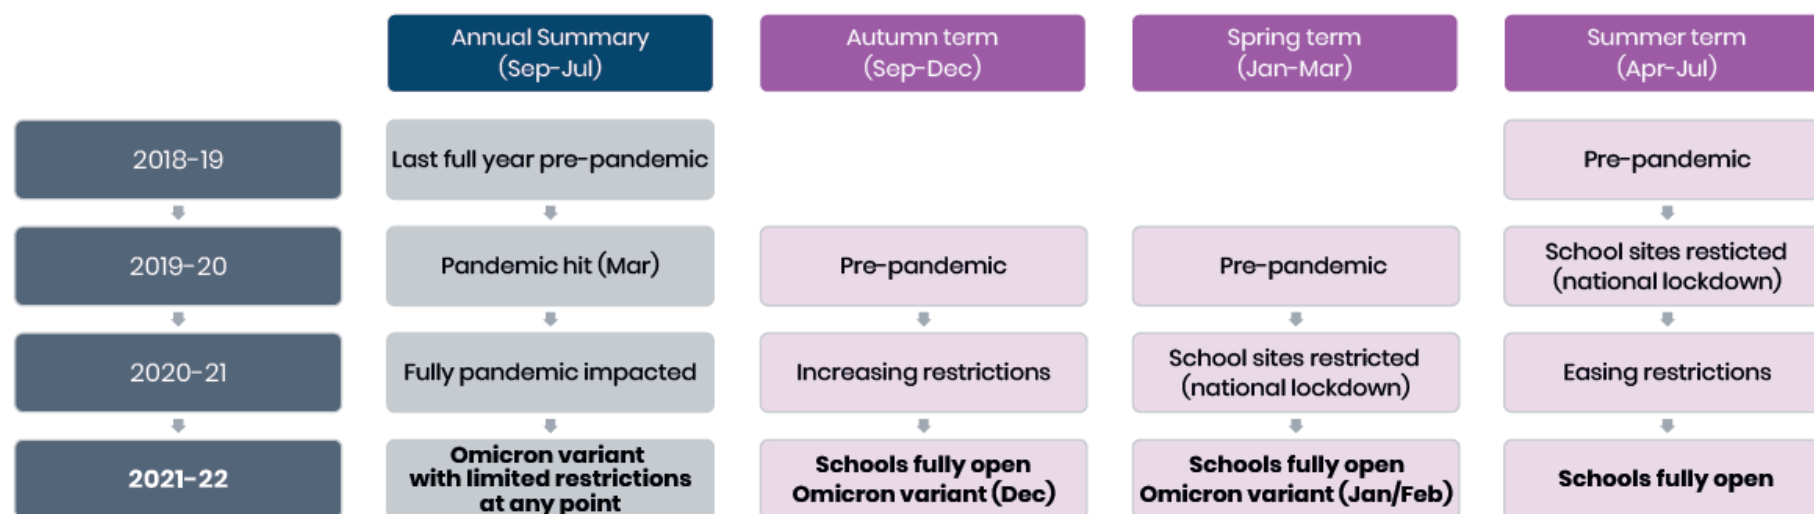 Annual Summary
(Sep-Jul)
Autumn term
(Sep-Dec)
Spring term
(Jan-Mar)
Summer term
(Apr-Jul)
2018-19
Last full year pre-pandemic
Pre-pandemic
2019-20
Pandemic hit (Mar)
Pre-pandemic
Pre-pandemic
School sites resticted
(national lockdown)
2020-21
Fully pandemic impacted
Increasing restrictions
School sites restricted
(national lockdown)
Easing restrictions
2021-22
Omicron variant
with limited restrictions
at any point
Schools fully open
Omicron variant (Dec)
Schools fully open
Omicron variant (Jan/Feb)
Schools fully open